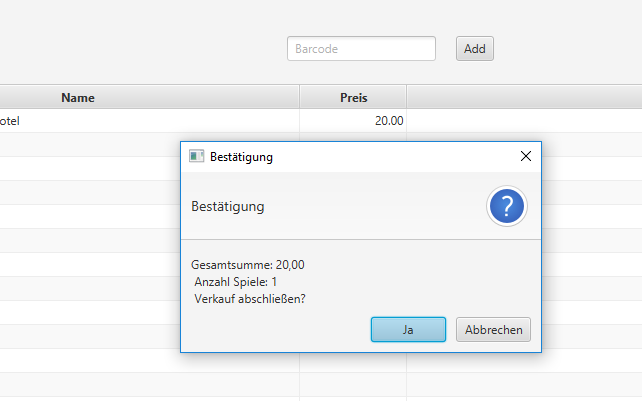 Barcode Add
Name Preis
otel 20.00
Bestätigung
Bestätigung
?
Gesamtsumme: 20,00
Anzahl Spiele: 1
Verkauf abschließen?
Ja Abbrechen